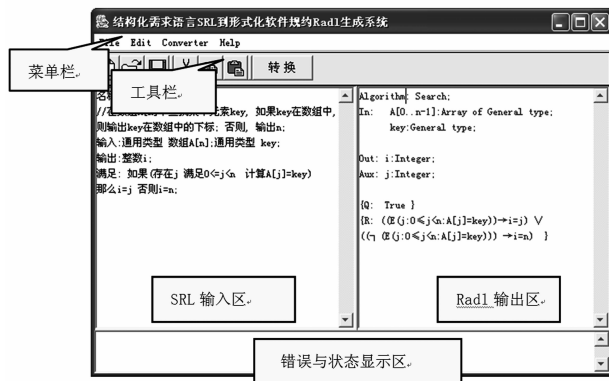 结构化需求语言SRL到形式化软件规约Radl生成系统
File Edit Converter Help
菜单栏
工具栏
转换
则输出key在数组中的下标; 否则, 输出n;
输入:通用类型 数组A[n];通用类型 key;
输出:整数i;
满足: 如果(存在j 满足0<=j<n 计算A[j]=key)
那么i=j 否则i=n;
SRL 输入区
Algorithm: Search;
In: A[0..n-1]:Array of General type;
key:General type;
Out: i:Integer;
Aux: j:Integer;
{Q: True }
{R: ((∃(j:0≤j<n:A[j]=key))→i=j) ∨
((¬ (∃(j:0≤j<n:A[j]=key))) →i=n) }
Radl 输出区
错误与状态显示区